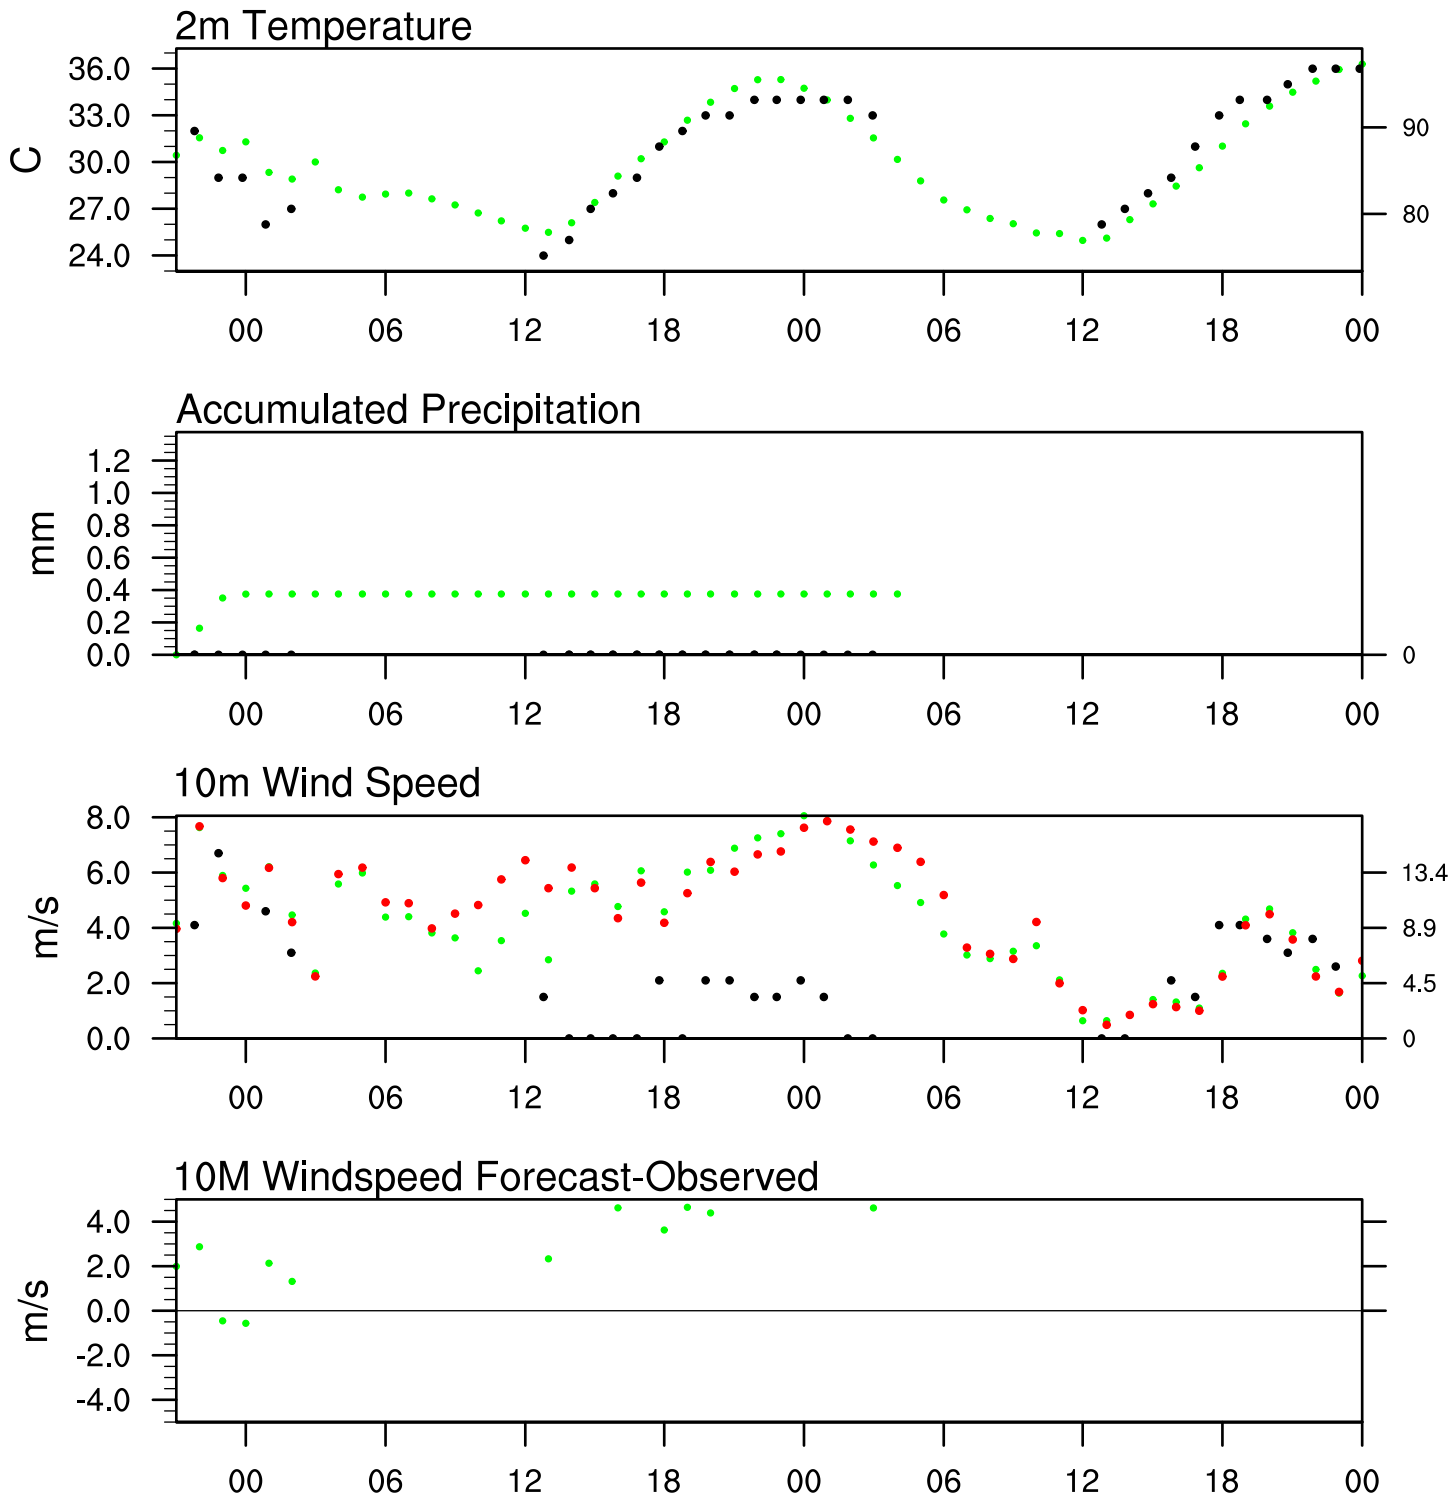 2m Temperature
36.0
33.0
30.0
27.0
24.0
C
90
80
00 06 12 18 00 06 12 18 00
Accumulated Precipitation
1.2
1.0
0.8
0.6
0.4
0.2
0.0
mm
0
00 06 12 18 00 06 12 18 00
10m Wind Speed
8.0
6.0
4.0
2.0
0.0
m/s
13.4
8.9
4.5
0
00 06 12 18 00 06 12 18 00
10M Windspeed Forecast-Observed
4.0
2.0
0.0
-2.0
-4.0
m/s
00 06 12 18 00 06 12 18 00